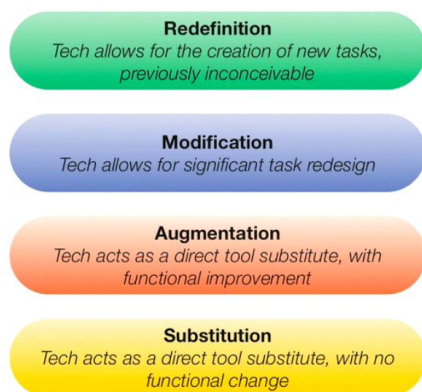 Redefinition
Tech allows for the creation of new tasks,
previously inconceivable
Modification
Tech allows for significant task redesign
Augmentation
Tech acts as a direct tool substitute, with
functional improvement
Substitution
Tech acts as a direct tool substitute, with no
functional change